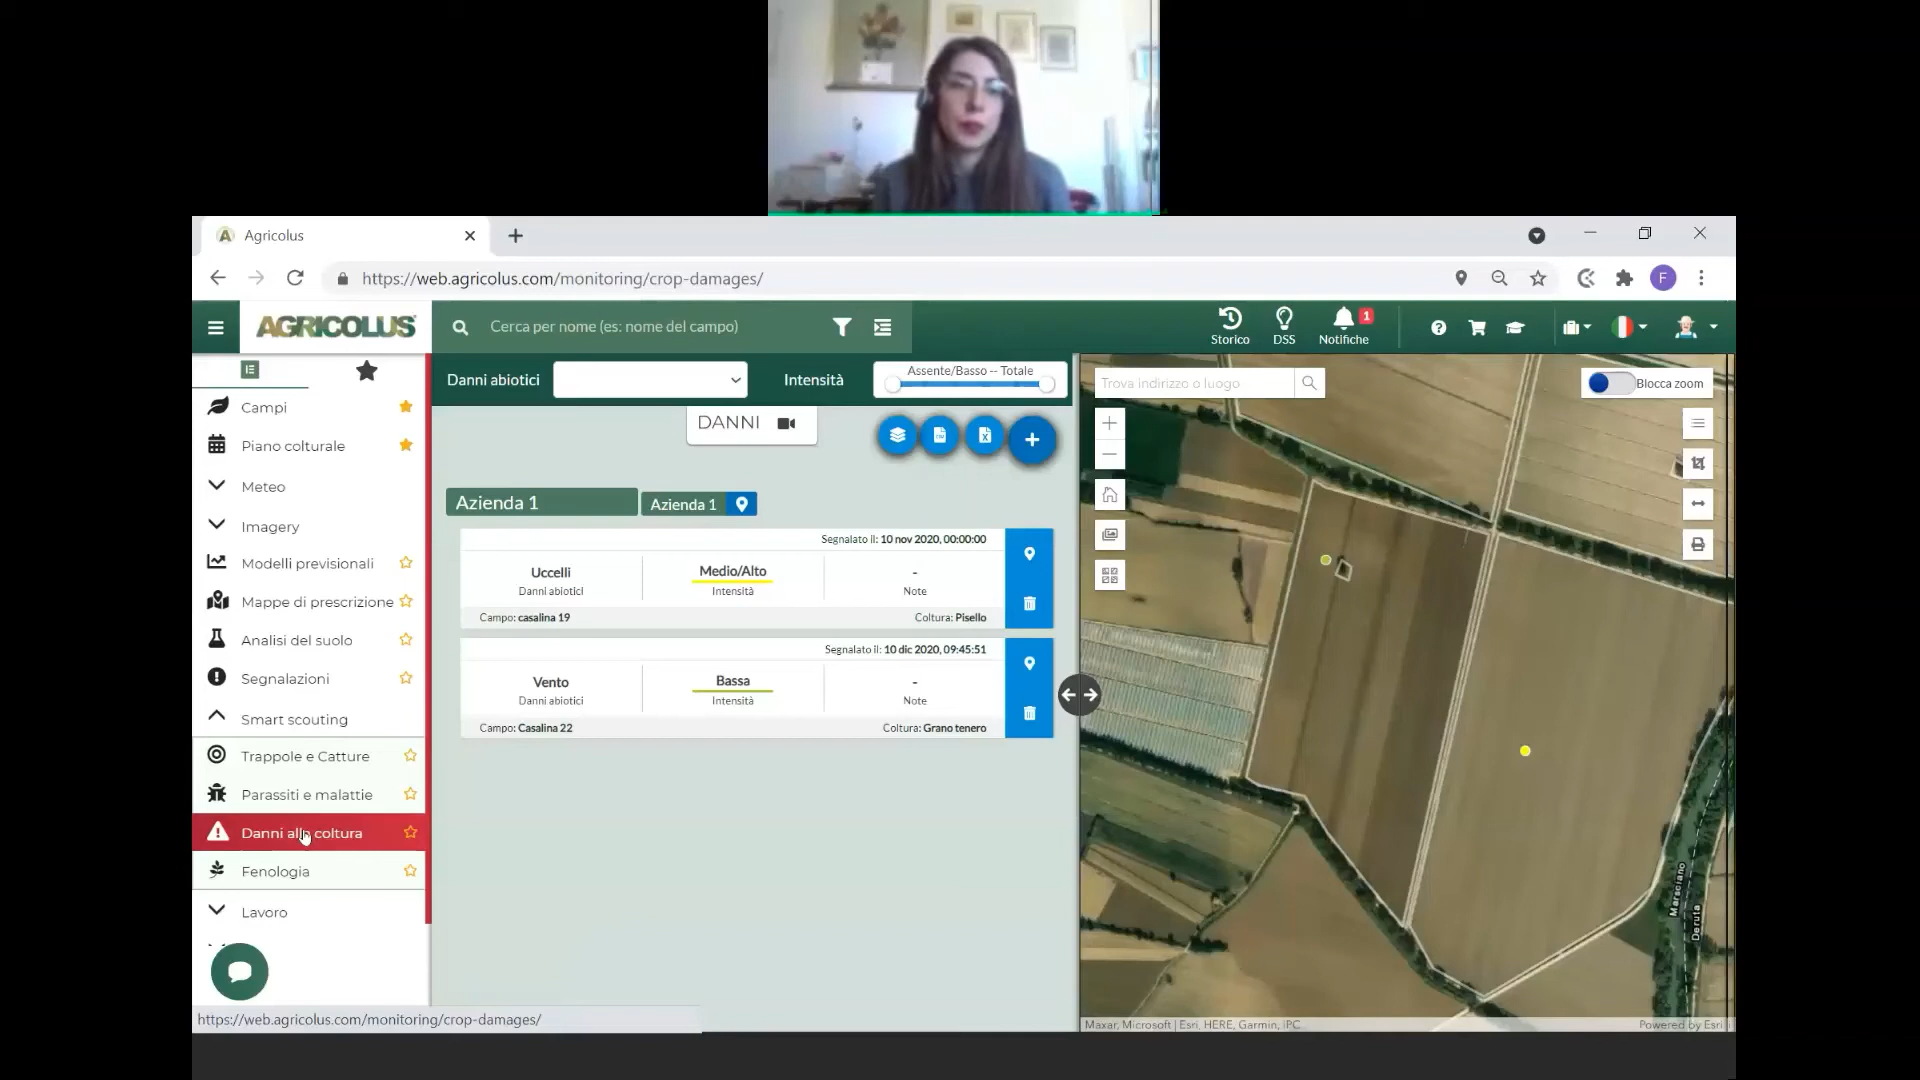 Agricolus
https://web.agricolus.com/monitoring/crop-damages/
AGRICOLUS
Cerca per nome (es: nome del campo)
Storico
DSS
1
Notifiche
F
Campi
Piano colturale
Meteo
Imagery
Modelli previsionali
Mappe di prescrizione
Analisi del suolo
Segnalazioni
Smart scouting
Trappole e Catture
Parassiti e malattie
Danni alla coltura
Fenologia
Lavoro
https://web.agricolus.com/monitoring/crop-damages/
Danni abiotici
Intensità
Assente/Basso -- Totale
DANNI
Azienda 1
Azienda 1
Segnalato il: 10 nov 2020, 00:00:00
Uccelli
Danni abiotici
Medio/Alto
Intensità
-
Note
Campo: casalina 19
Coltura: Pisello
Segnalato il: 10 dic 2020, 09:45:51
Vento
Danni abiotici
Bassa
Intensità
-
Note
Campo: Casalina 22
Coltura: Grano tenero
Trova indirizzo o luogo
Blocca zoom
Marsciano
Deruta
Maxar, Microsoft | Esri, HERE, Garmin, iPC
Powered by Esri